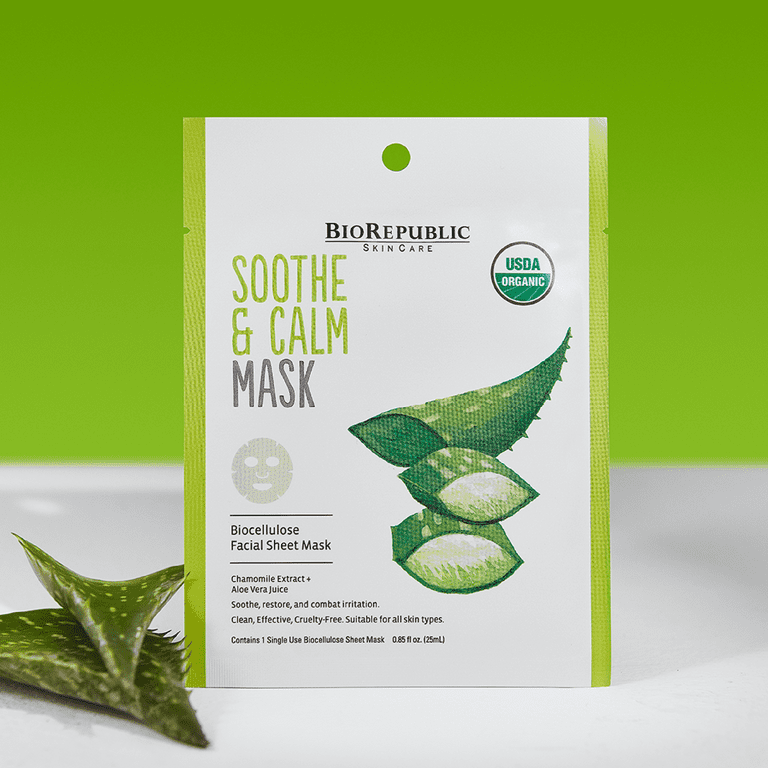 BIOREPUBLIC
SKINCARE
SOOTHE
& CALM
MASK
USDA
ORGANIC
Biocellulose
Facial Sheet Mask
Chamomile Extract +
Aloe Vera Juice
Soothe, restore, and combat irritation.
Clean, Effective, Cruelty-Free. Suitable for all skin types.
Contains 1 Single Use Biocellulose Sheet Mask 0.85 fl oz. (25mL)